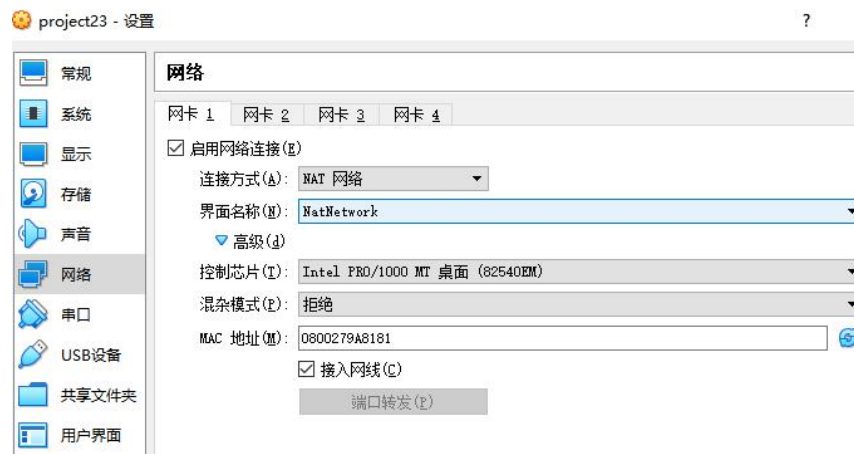 project23 - 设置 ?
常规
系统
显示
存储
声音
网络
串口
USB设备
共享文件夹
用户界面
网络
网卡 1 网卡 2 网卡 3 网卡 4
启用网络连接(E)
连接方式(A): NAT 网络
界面名称(N): NatNetwork
高级(d)
控制芯片(T): Intel PRO/1000 MT 桌面 (82540EM)
混杂模式(P): 拒绝
MAC 地址(M): 0800279A8181
接入网线(C)
端口转发(P)